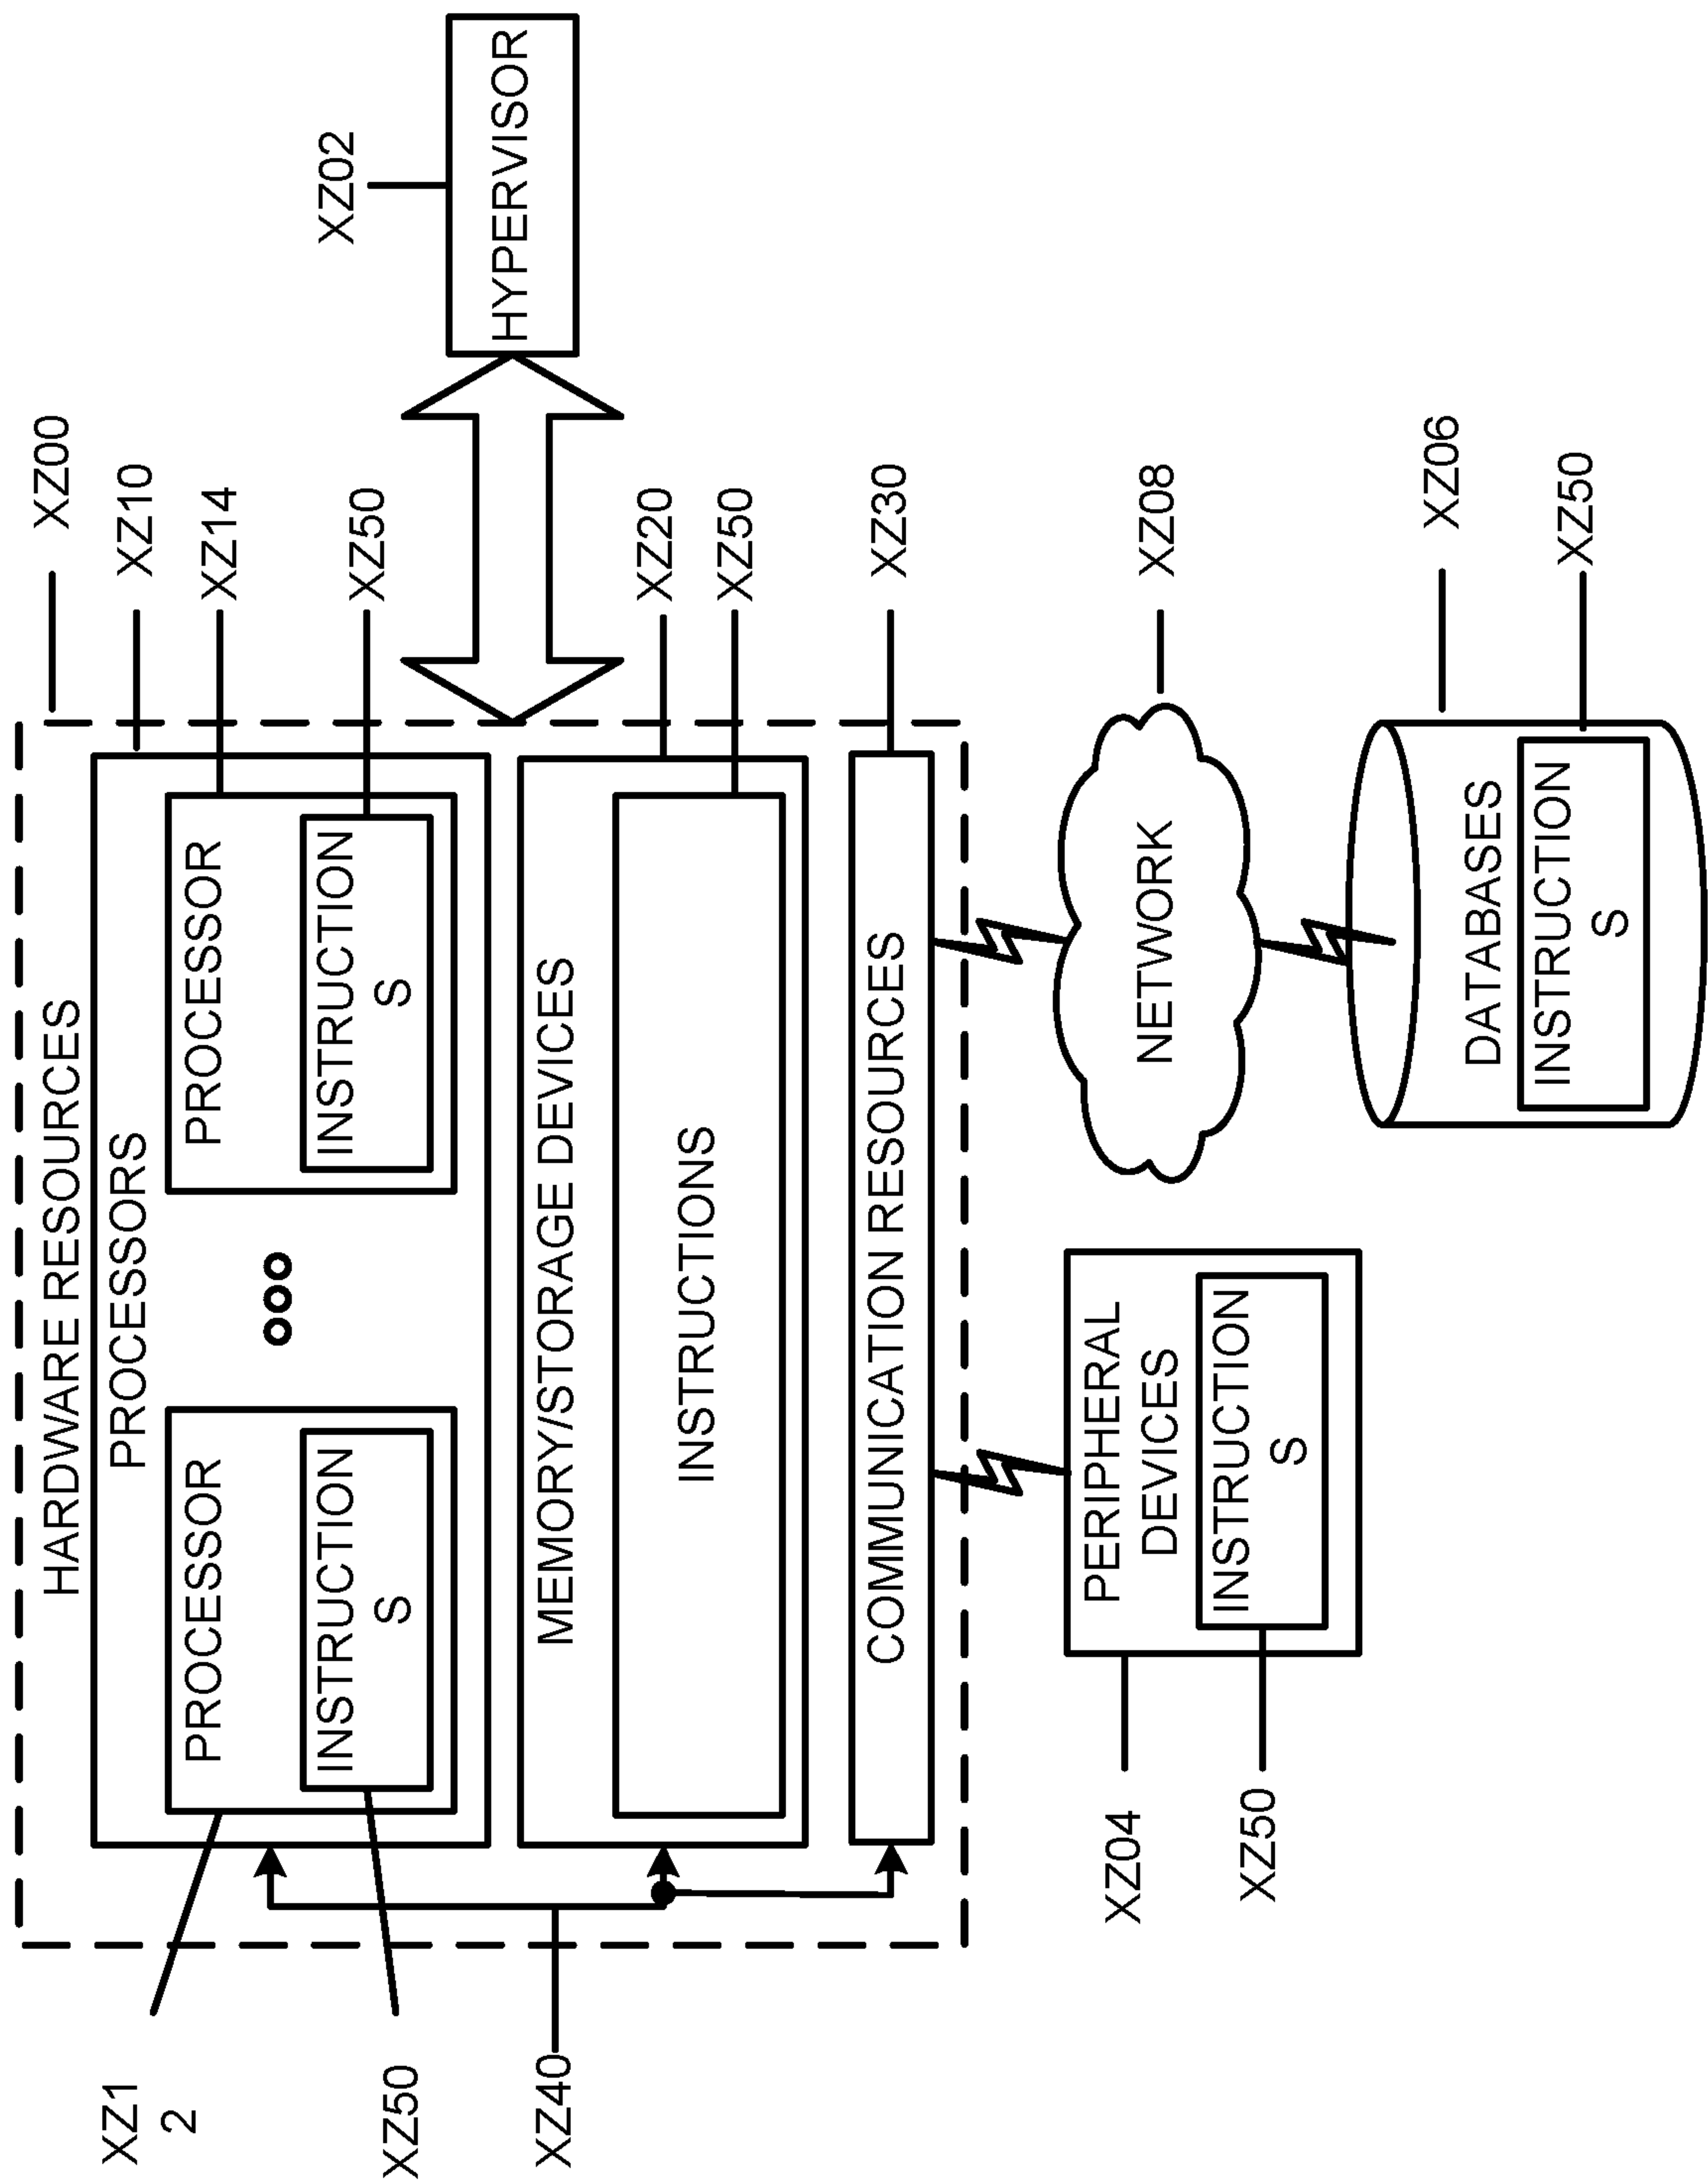 HARDWARE RESOURCES
XZ00
PROCESSORS
XZ10
XZ1
2
PROCESSOR
PROCESSOR
XZ14
INSTRUCTION
S
XZ50
INSTRUCTION
S
XZ50
XZ02
HYPERVISOR
XZ40
MEMORY/STORAGE DEVICES
XZ20
INSTRUCTIONS
XZ50
COMMUNICATION RESOURCES
XZ30
XZ04
PERIPHERAL
DEVICES
XZ50
INSTRUCTION
S
NETWORK
XZ08
DATABASES
XZ06
INSTRUCTION
S
XZ50